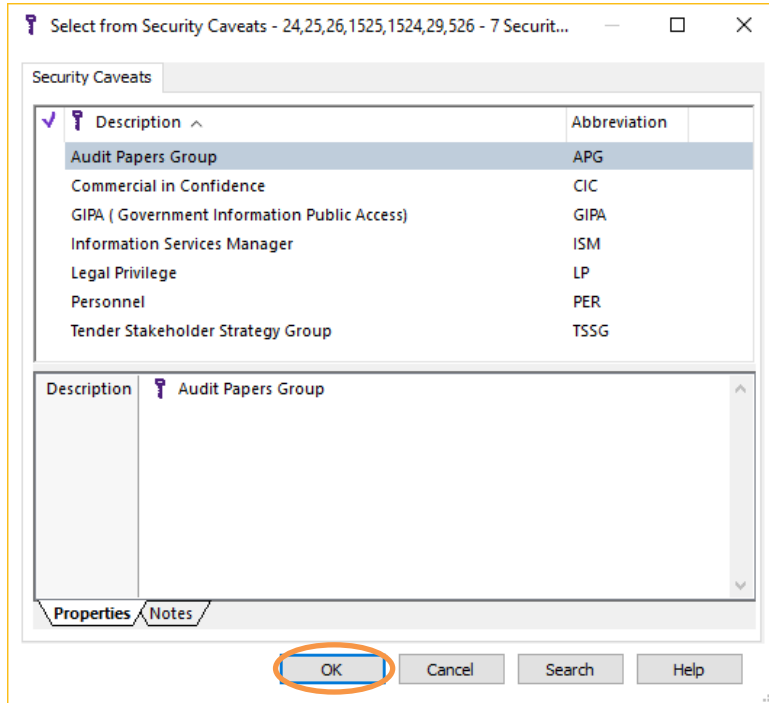 Select from Security Caveats - 24,25,26,1525,1524,29,526 - 7 Securit...
Security Caveats
Description Abbreviation
Audit Papers Group APG
Commercial in Confidence CIC
GIPA ( Government Information Public Access) GIPA
Information Services Manager ISM
Legal Privilege LP
Personnel PER
Tender Stakeholder Strategy Group TSSG
Description Audit Papers Group
Properties Notes
OK Cancel Search Help